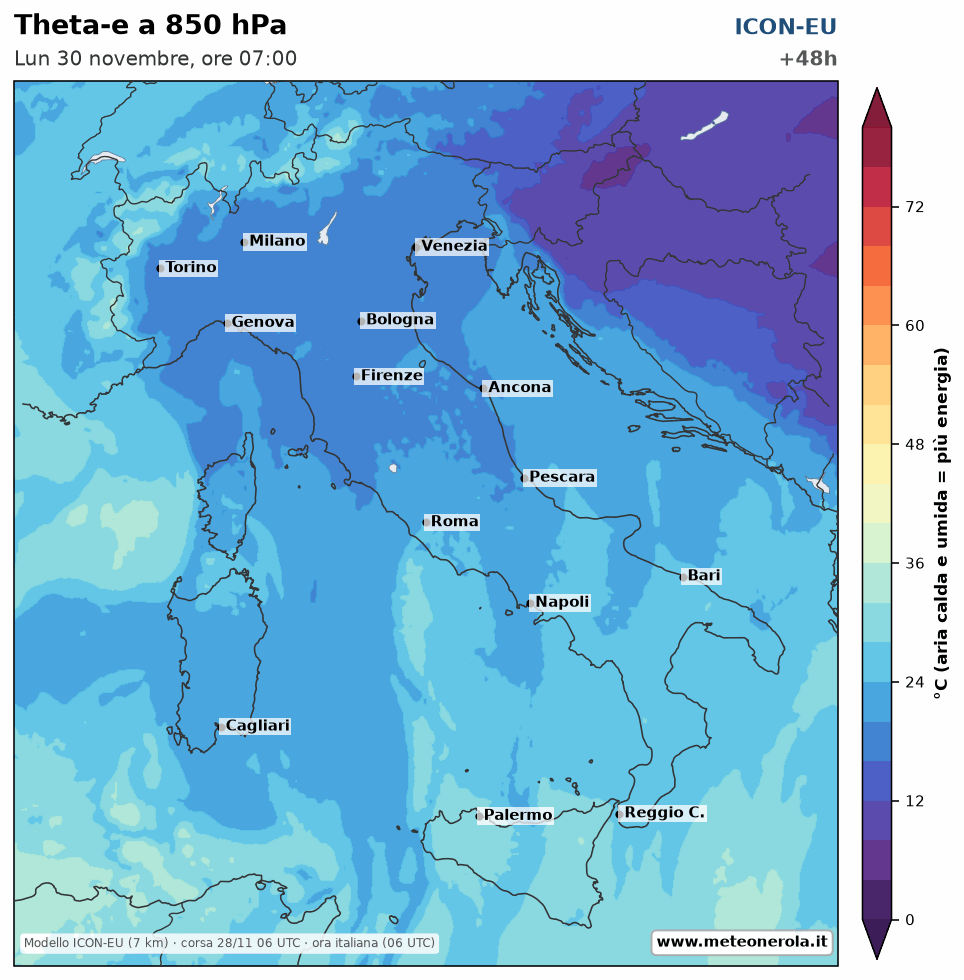 Theta-e a 850 hPa
ICON-EU
Lun 30 novembre, ore 07:00
+48h
Milano
Venezia
Torino
Genova
Bologna
Firenze
Ancona
Pescara
Roma
Bari
Napoli
Cagliari
Palermo
Reggio C.
72
60
48
36
24
12
0
°C (aria calda e umida = più energia)
Modello ICON-EU (7 km) · corsa 28/11 06 UTC · ora italiana (06 UTC)
www.meteonerola.it